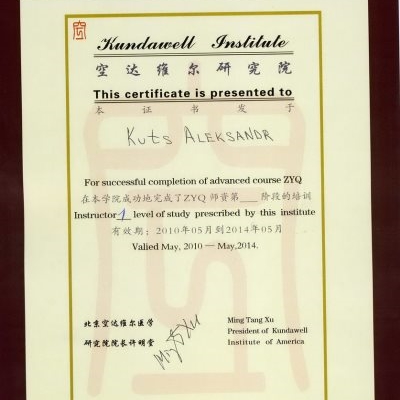 Kundawell Institute
空达维尔研究院
This certificate is presented to
本证书发于
Kuts ALEKSANDR
For successful completion of advanced course ZYQ
在本学院成功地完成了ZYQ 师资第___阶段的培训
Instructor 1 level of study prescribed by this institute
有效期：2010年05月到2014年05月
Valied May, 2010 — May,2014.
北京空达维尔医学
研究院院长许明堂
Ming Xu
Ming Tang Xu
President of Kundawell
Institute of America